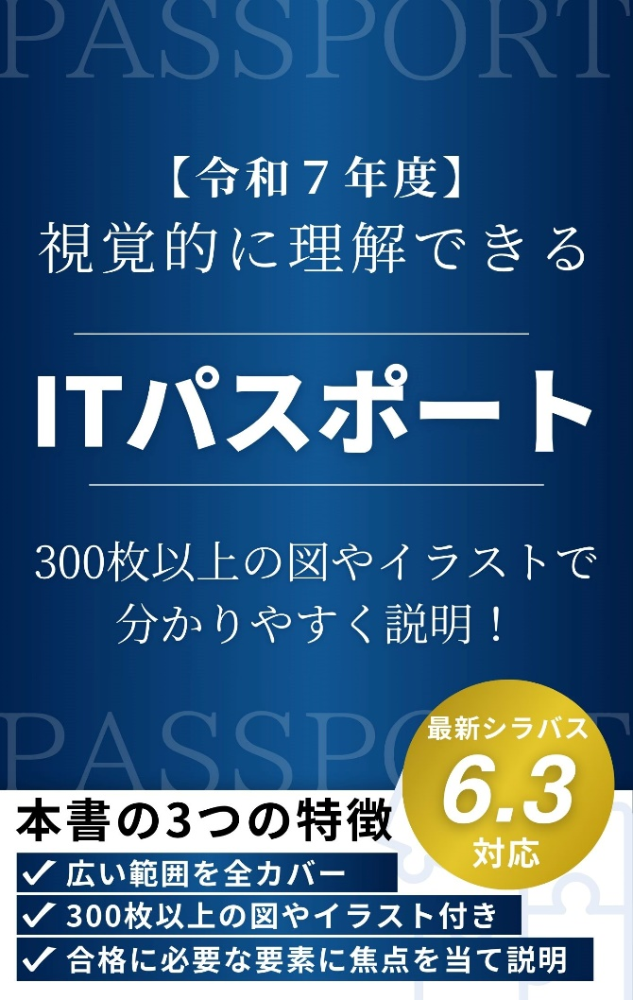 PASSPORT
【令和７年度】
視覚的に理解できる
ITパスポート
300枚以上の図やイラストで
分かりやすく説明！
PASSPO
最新シラバス
6.3
対応
本書の3つの特徴
✓ 広い範囲を全カバー
✓ 300枚以上の図やイラスト付き
✓ 合格に必要な要素に焦点を当て説明